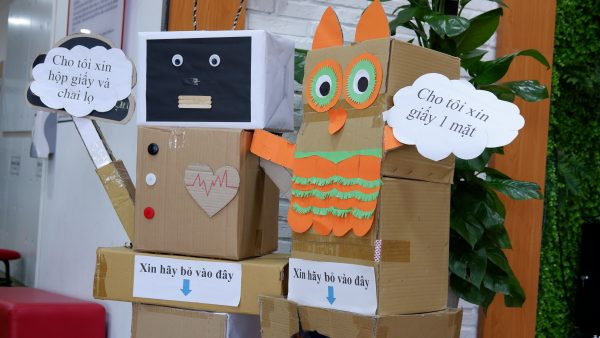 Cho tôi xin
hộp giấy và
chai lọ
Cho tôi xin
giấy 1 mặt
Xin hãy bỏ vào đây
Xin hãy bỏ vào đây